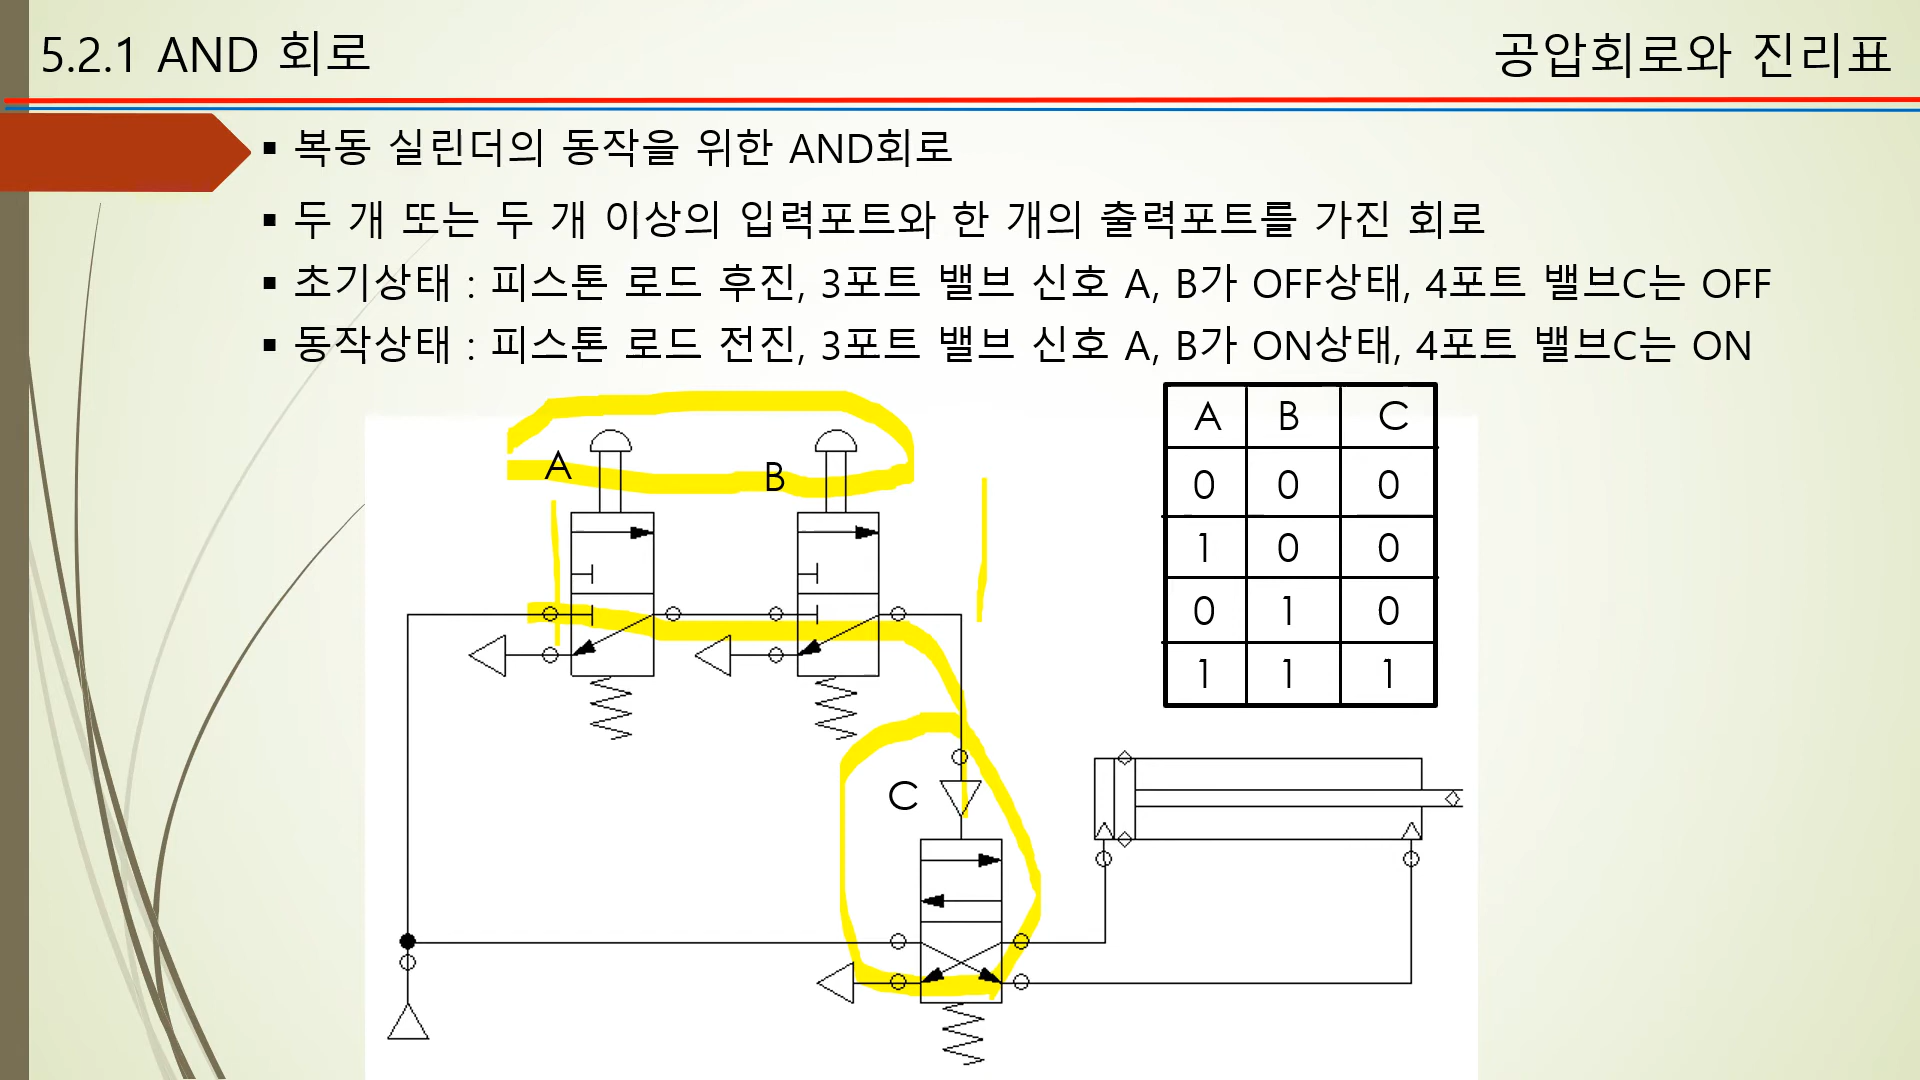 5.2.1 AND 회로
공압회로와 진리표
▪ 복동 실린더의 동작을 위한 AND회로
▪ 두 개 또는 두 개 이상의 입력포트와 한 개의 출력포트를 가진 회로
▪ 초기상태 : 피스톤 로드 후진, 3포트 밸브 신호 A, B가 OFF상태, 4포트 밸브C는 OFF
▪ 동작상태 : 피스톤 로드 전진, 3포트 밸브 신호 A, B가 ON상태, 4포트 밸브C는 ON
A
B
C
A B C
0 0 0
1 0 0
0 1 0
1 1 1